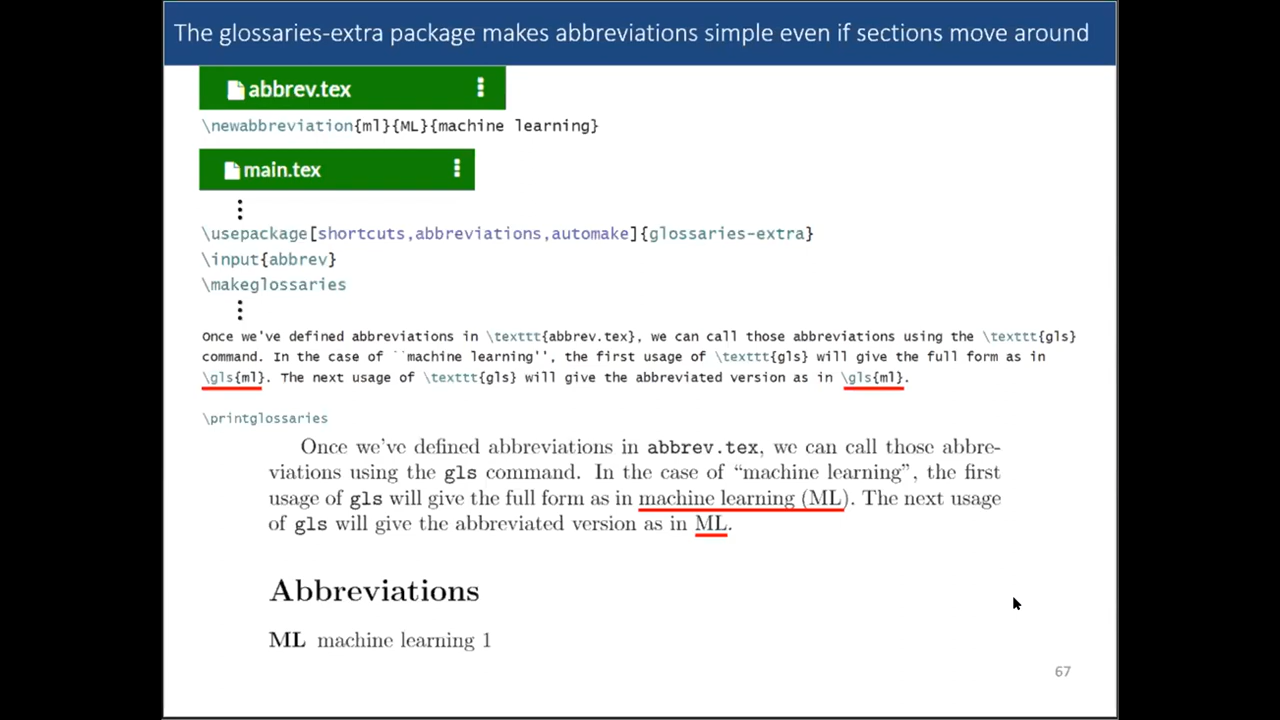 The glossaries-extra package makes abbreviations simple even if sections move around
abbrev.tex
\newabbreviation{ml}{ML}{machine learning}
main.tex
\usepackage[shortcuts,abbreviations,automake]{glossaries-extra}
\input{abbrev}
\makeglossaries
Once we've defined abbreviations in \texttt{abbrev.tex}, we can call those abbreviations using the \texttt{gls}
command. In the case of ``machine learning'', the first usage of \texttt{gls} will give the full form as in
\gls{ml}. The next usage of \texttt{gls} will give the abbreviated version as in \gls{ml}.
\printglossaries
Once we've defined abbreviations in abbrev.tex, we can call those abbre-
viations using the gls command. In the case of “machine learning”, the first
usage of gls will give the full form as in machine learning (ML). The next usage
of gls will give the abbreviated version as in ML.
Abbreviations
ML machine learning 1
67